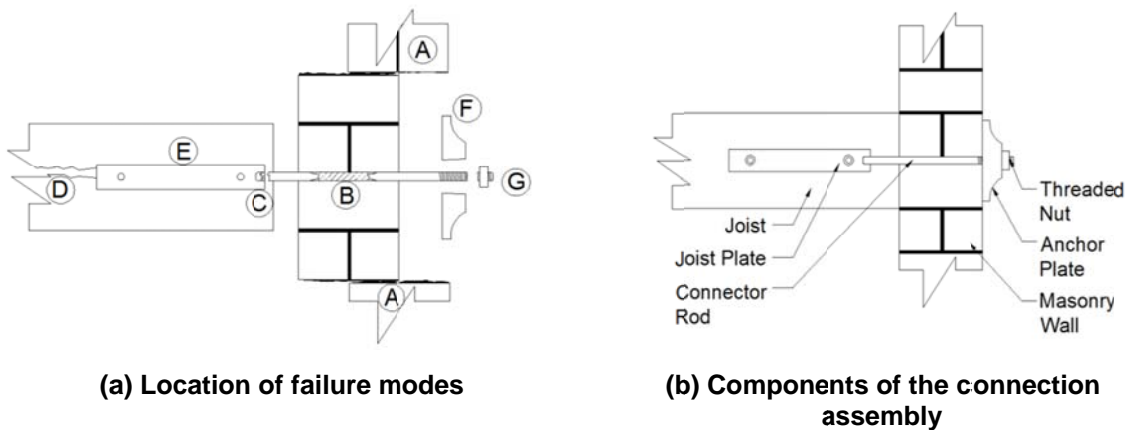 A
F
E
D
C
B
G
A
Joist
Joist Plate
Connector
Rod
Threaded
Nut
Anchor
Plate
Masonry
Wall
(a) Location of failure modes
(b) Components of the connection
assembly